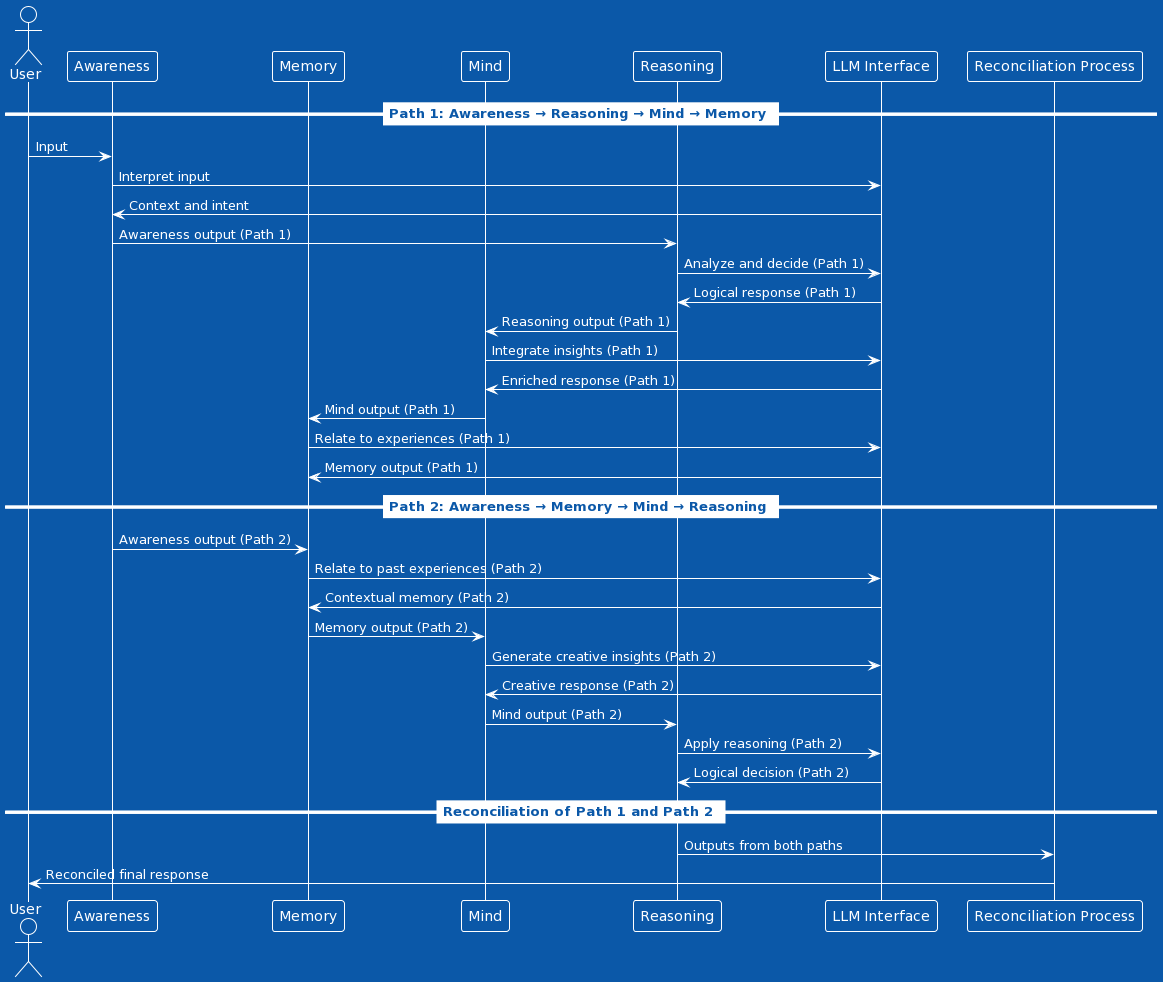 User
Awareness
Memory
Mind
Reasoning
LLM Interface
Reconciliation Process
Path 1: Awareness → Reasoning → Mind → Memory
Input
Interpret input
Context and intent
Awareness output (Path 1)
Analyze and decide (Path 1)
Logical response (Path 1)
Reasoning output (Path 1)
Integrate insights (Path 1)
Enriched response (Path 1)
Mind output (Path 1)
Relate to experiences (Path 1)
Memory output (Path 1)
Path 2: Awareness → Memory → Mind → Reasoning
Awareness output (Path 2)
Relate to past experiences (Path 2)
Contextual memory (Path 2)
Memory output (Path 2)
Generate creative insights (Path 2)
Creative response (Path 2)
Mind output (Path 2)
Apply reasoning (Path 2)
Logical decision (Path 2)
Reconciliation of Path 1 and Path 2
Outputs from both paths
Reconciled final response
User
Awareness
Memory
Mind
Reasoning
LLM Interface
Reconciliation Process